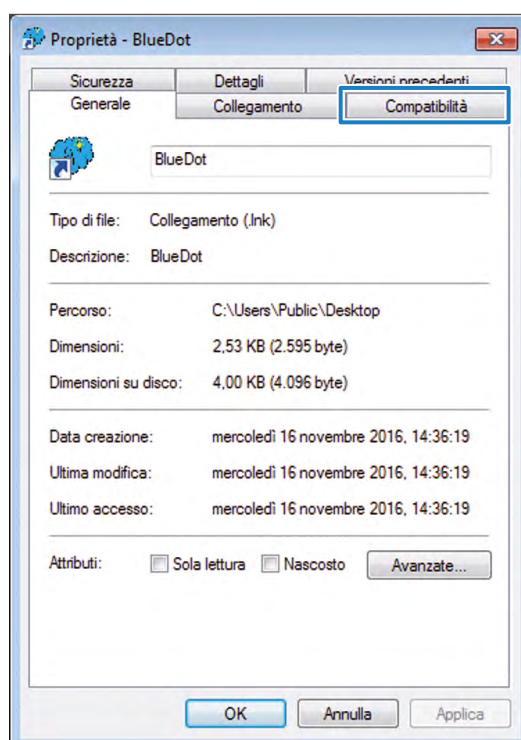 Proprietà - BlueDot
Sicurezza Dettagli Versioni precedenti
Generale Collegamento Compatibilità
BlueDot
Tipo di file: Collegamento (.lnk)
Descrizione: BlueDot
Percorso: C:\Users\Public\Desktop
Dimensioni: 2,53 KB (2.595 byte)
Dimensioni su disco: 4,00 KB (4.096 byte)
Data creazione: mercoledì 16 novembre 2016, 14:36:19
Ultima modifica: mercoledì 16 novembre 2016, 14:36:19
Ultimo accesso: mercoledì 16 novembre 2016, 14:36:19
Attributi: Sola lettura Nascosto Avanzate...
OK Annulla Applica